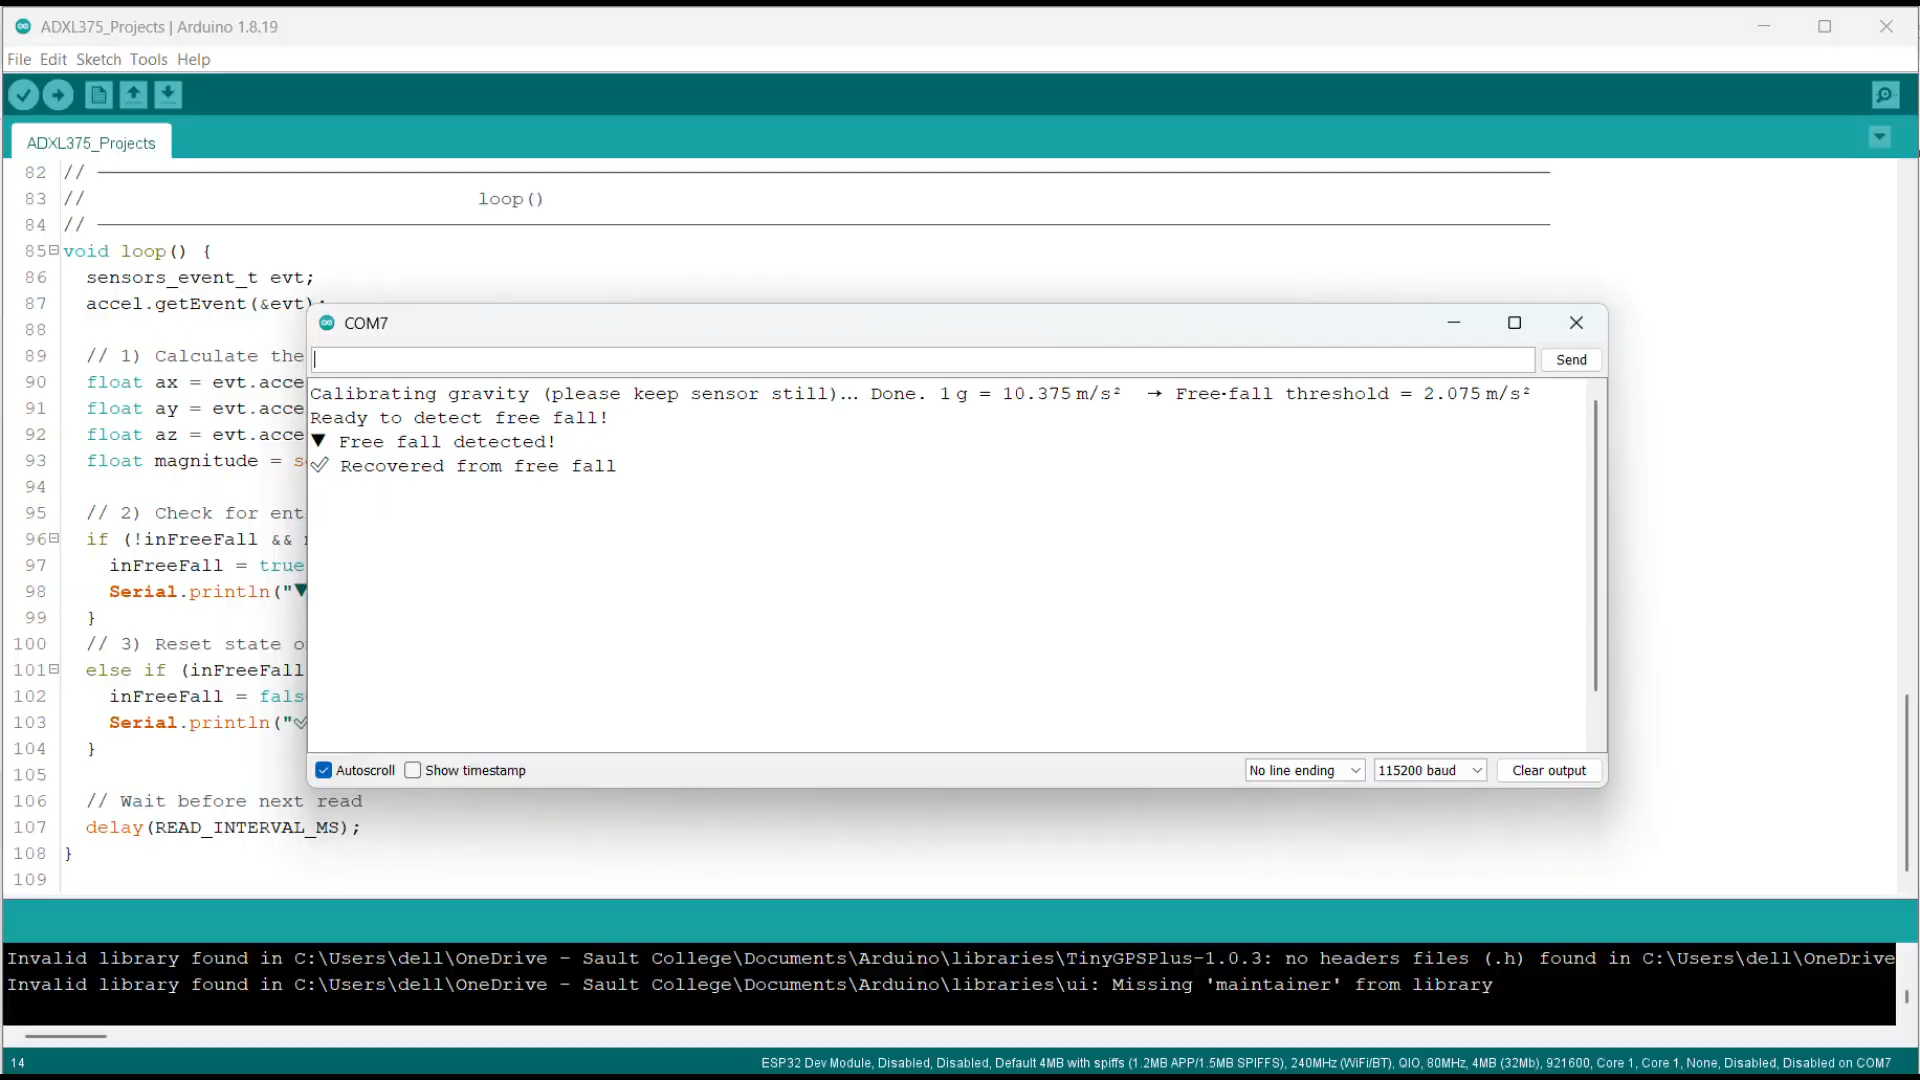 ADXL375_Projects | Arduino 1.8.19
File Edit Sketch Tools Help
ADXL375_Projects
82 //
83 // loop()
84 //
85 void loop() {
86 sensors_event_t evt;
87 accel.getEvent(&evt);
88
89 // 1) Calculate the
90 float ax = evt.acce
91 float ay = evt.acce
92 float az = evt.acce
93 float magnitude = s
94
95 // 2) Check for ent
96 if (!inFreeFall &&
97 inFreeFall = true
98 Serial.println("▼
99 }
100 // 3) Reset state o
101 else if (inFreeFall
102 inFreeFall = fals
103 Serial.println("✅
104 }
105
106 // Wait before next read
107 delay(READ_INTERVAL_MS);
108 }
109
COM7
Send
Calibrating gravity (please keep sensor still)... Done. 1 g = 10.375 m/s² → Free-fall threshold = 2.075 m/s²
Ready to detect free fall!
▼ Free fall detected!
✅ Recovered from free fall
Autoscroll Show timestamp No line ending 115200 baud Clear output
Invalid library found in C:\Users\dell\OneDrive - Sault College\Documents\Arduino\libraries\TinyGPSPlus-1.0.3: no headers files (.h) found in C:\Users\dell\OneDrive
Invalid library found in C:\Users\dell\OneDrive - Sault College\Documents\Arduino\libraries\ui: Missing 'maintainer' from library
14 ESP32 Dev Module, Disabled, Disabled, Default 4MB with spiffs (1.2MB APP/1.5MB SPIFFS), 240MHz (WiFi/BT), QIO, 80MHz, 4MB (32Mb), 921600, Core 1, Core 1, None, Disabled, Disabled on COM7